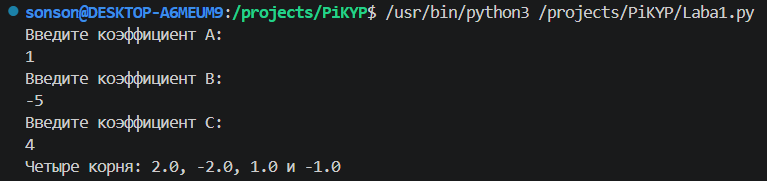 sonson@DESKTOP-A6MEUM9:/projects/PiKYP$ /usr/bin/python3 /projects/PiKYP/Laba1.py
Введите коэффициент A:
1
Введите коэффициент B:
-5
Введите коэффициент C:
4
Четыре корня: 2.0, -2.0, 1.0 и -1.0